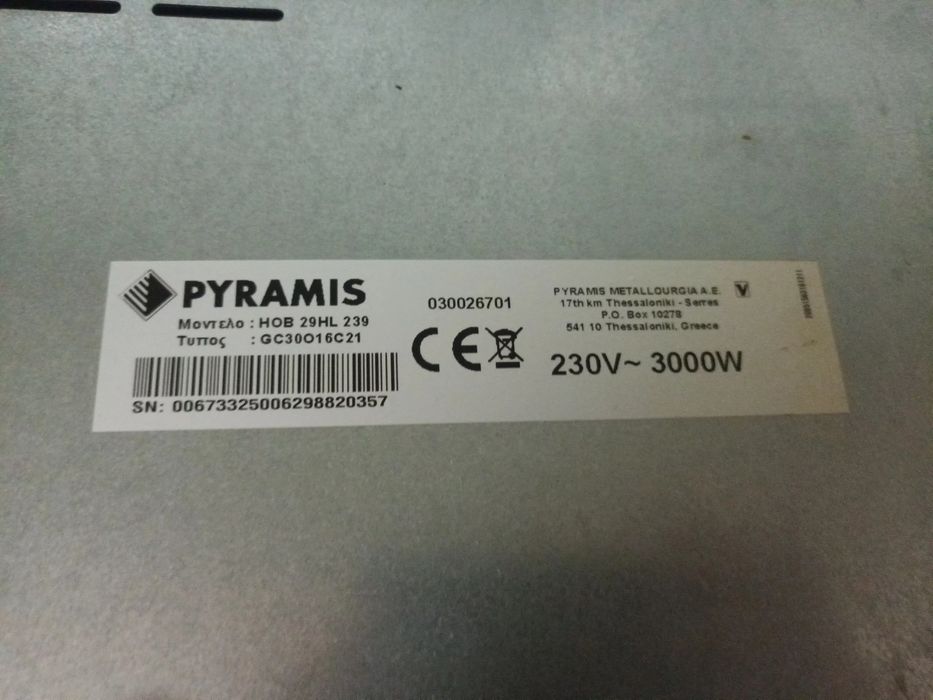 PYRAMIS
Μοντελο : HOB 29HL 239
Τυπος : GC30O16C21
SN: 00673325006298820357
030026701
CE
PYRAMIS METALLOURGIA A.E.
17th km Thessaloniki - Serres
P.O. Box 10278
541 10 Thessaloniki, Greece
V
230V~ 3000W